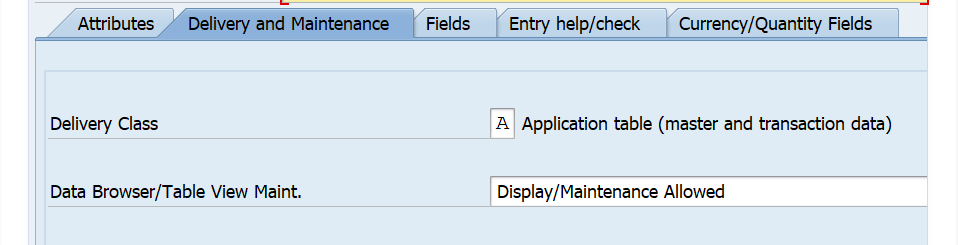 Attributes Delivery and Maintenance Fields Entry help/check Currency/Quantity Fields
Delivery Class A Application table (master and transaction data)
Data Browser/Table View Maint. Display/Maintenance Allowed